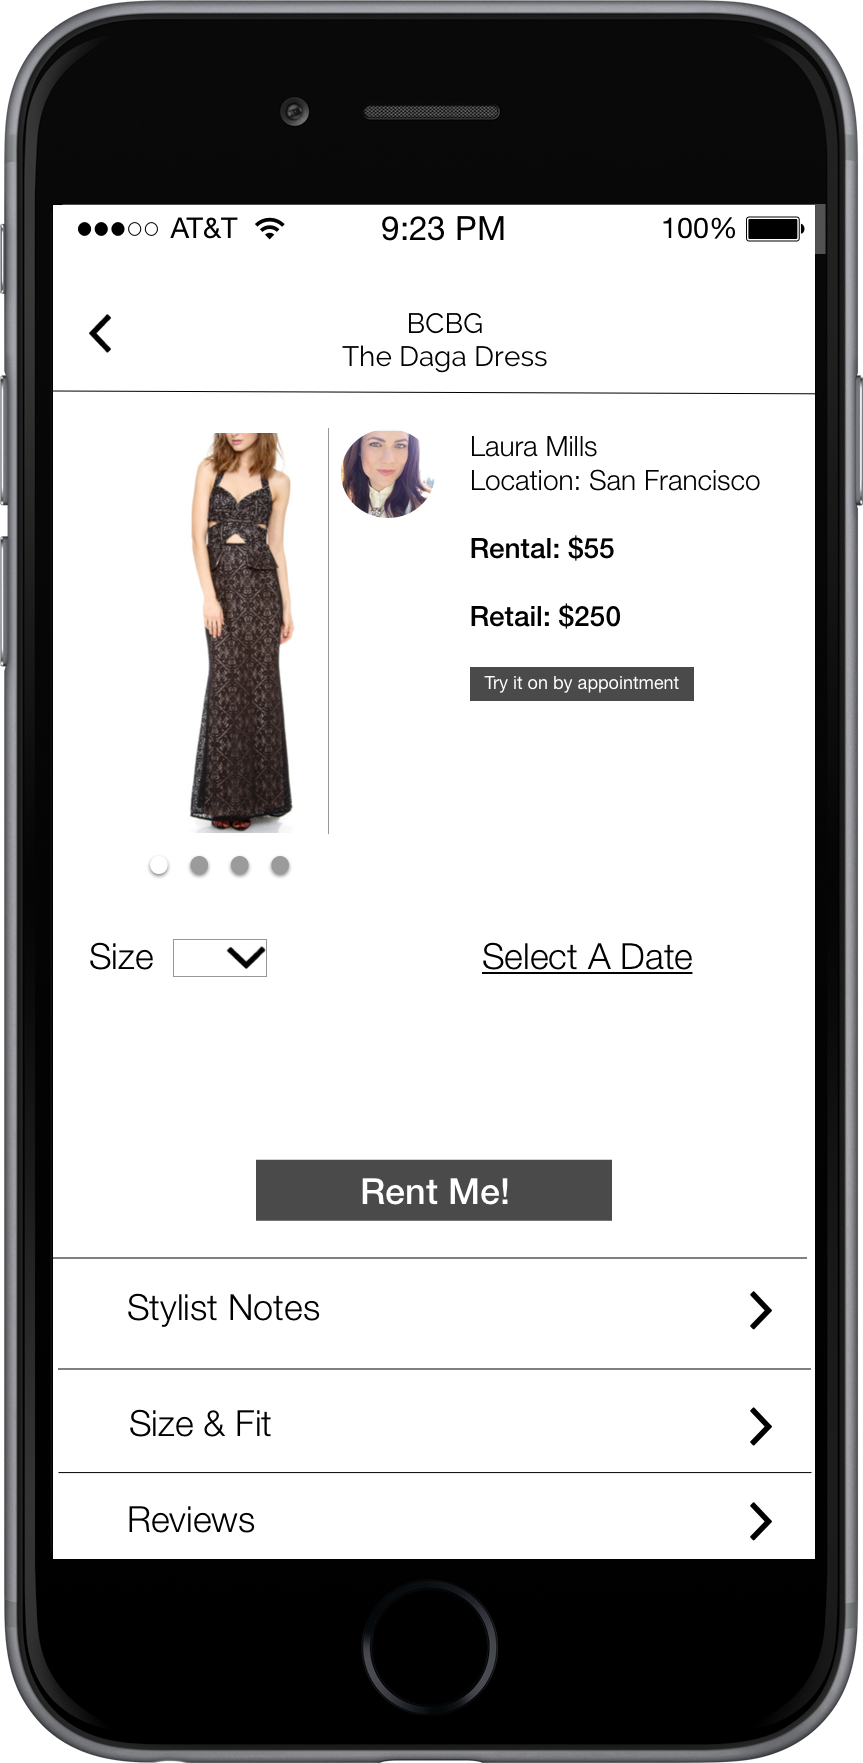 AT&T 9:23 PM 100%
BCBG
The Daga Dress
Laura Mills
Location: San Francisco
Rental: $55
Retail: $250
Try it on by appointment
Size
Select A Date
Rent Me!
Stylist Notes
Size & Fit
Reviews